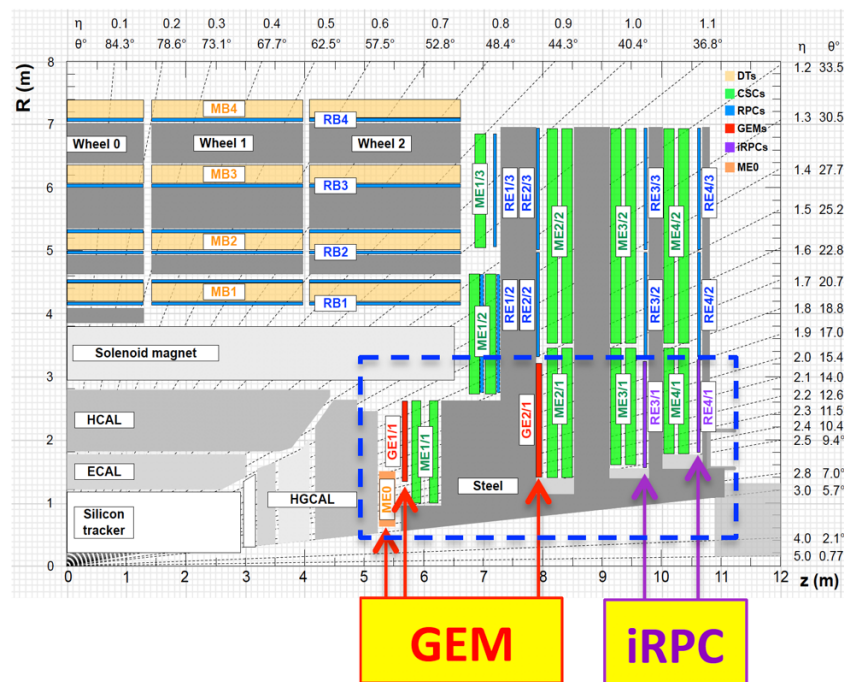 η 0.1 0.2 0.3 0.4 0.5 0.6 0.7 0.8 0.9 1.0 1.1
θ° 84.3° 78.6° 73.1° 67.7° 62.5° 57.5° 52.8° 48.4° 44.3° 40.4° 36.8° η θ°
R (m)
8
7
6
5
4
3
2
1
0
1.2 33.5
1.3 30.5
1.4 27.7
1.5 25.2
1.6 22.8
1.7 20.7
1.8 18.8
1.9 17.0
2.0 15.4
2.1 14.0
2.2 12.6
2.3 11.5
2.4 10.4
2.5 9.4°
2.8 7.0°
3.0 5.7°
4.0 2.1°
5.0 0.77
DTs
CSCs
RPCs
GEMs
iRPCs
ME0
MB4
RB4
Wheel 0
Wheel 1
Wheel 2
MB3
RB3
MB2
RB2
MB1
RB1
Solenoid magnet
HCAL
ECAL
Silicon
tracker
HGCAL
Steel
ME0
GE1/1
ME1/1
ME1/2
ME1/3
RE1/3
RE2/3
RE1/2
RE2/2
GE2/1
ME2/2
ME2/1
ME3/2
ME3/1
RE3/3
RE3/2
RE3/1
ME4/2
ME4/1
RE4/3
RE4/2
RE4/1
0 1 2 3 4 5 6 7 8 9 10 11 12
z (m)
GEM
iRPC